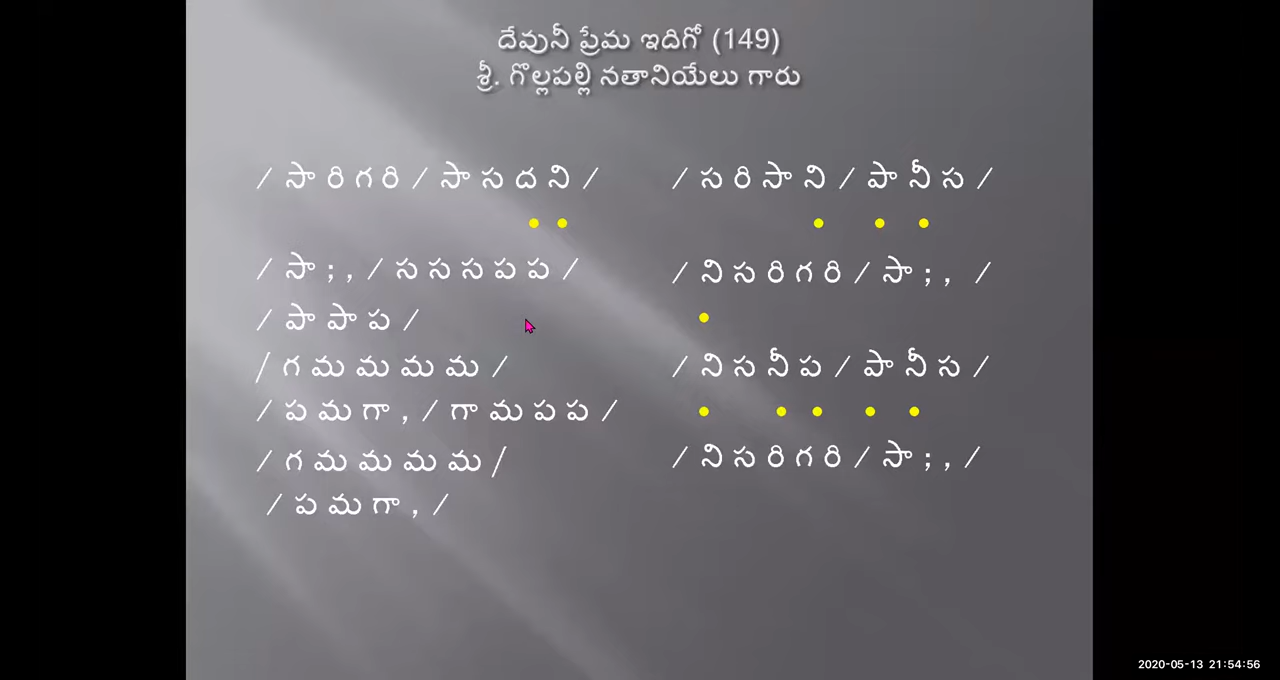 దేవునీ ప్రేమ ఇదిగో (149)
శ్రీ. గొల్లపల్లి నతానియేలు గారు
/ సా రి గ రి / సా స ద ని /
/ సా ; , / స స స ప ప /
/ పా పా ప /
/ గ మ మ మ మ /
/ ప మ గా , / గా మ ప ప /
/ గ మ మ మ మ /
/ ప మ గా , /
/ స రి సా ని / పా నీ స /
/ ని స రి గ రి / సా ; , /
/ ని స నీ ప / పా నీ స /
/ ని స రి గ రి / సా ; , /
2020-05-13 21:54:56